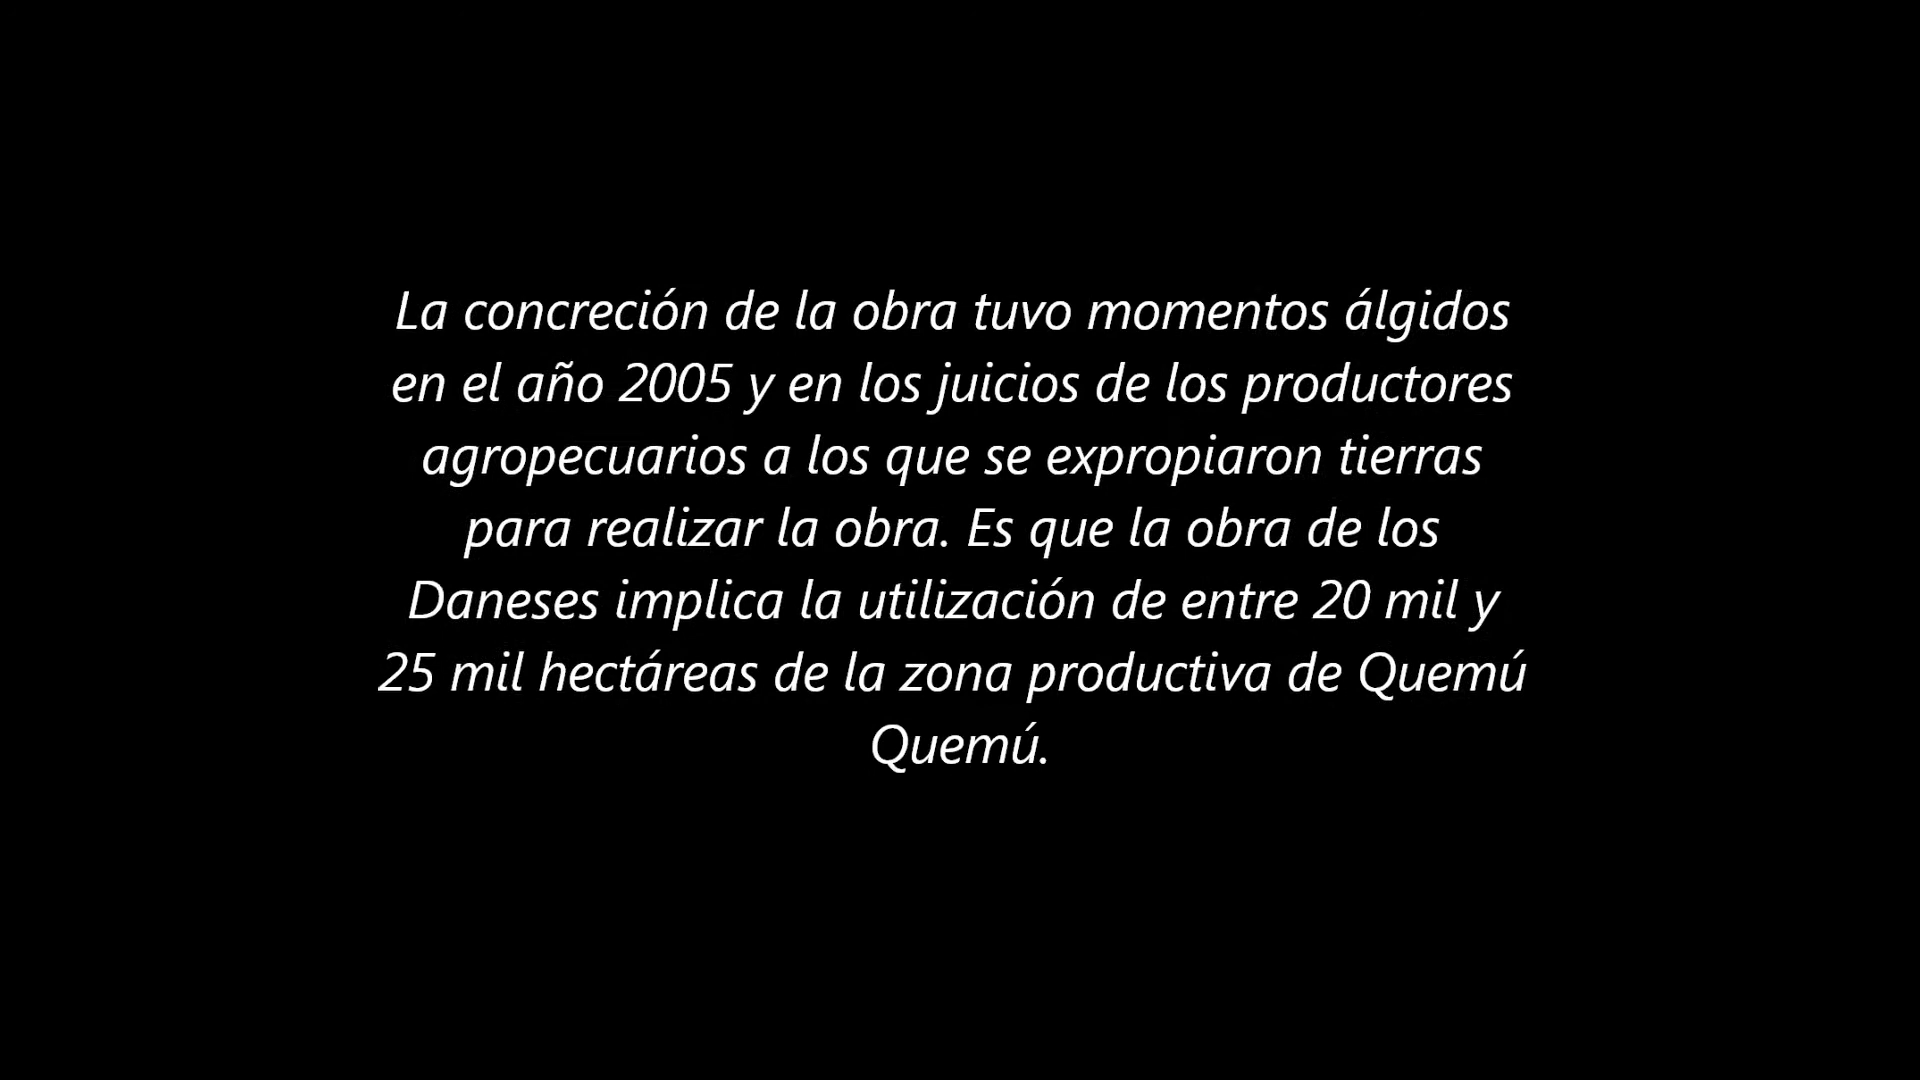 La concreción de la obra tuvo momentos álgidos
en el año 2005 y en los juicios de los productores
agropecuarios a los que se expropiaron tierras
para realizar la obra. Es que la obra de los
Daneses implica la utilización de entre 20 mil y
25 mil hectáreas de la zona productiva de Quemú
Quemú.